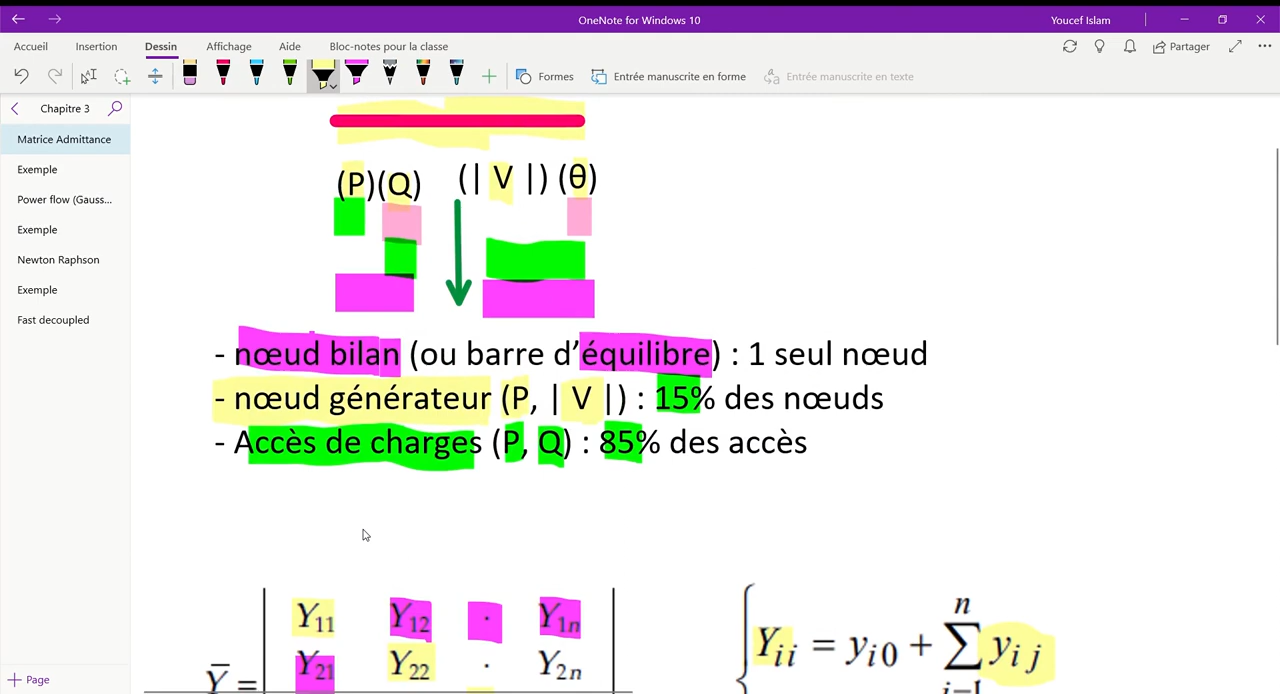 OneNote for Windows 10
Youcef Islam
Accueil Insertion Dessin Affichage Aide Bloc-notes pour la classe Partager
Formes Entrée manuscrite en forme Entrée manuscrite en texte
Chapitre 3
Matrice Admittance
Exemple
Power flow (Gauss...
Exemple
Newton Raphson
Exemple
Fast decoupled
Page
(P)(Q) (| V |) (θ)
- nœud bilan (ou barre d’équilibre) : 1 seul nœud
- nœud générateur (P, | V |) : 15% des nœuds
- Accès de charges (P, Q) : 85% des accès
Y11 Y12 . Y1n
Y21 Y22 . Y2n
Y̅ =
Yii = yi0 + ∑ yij
n